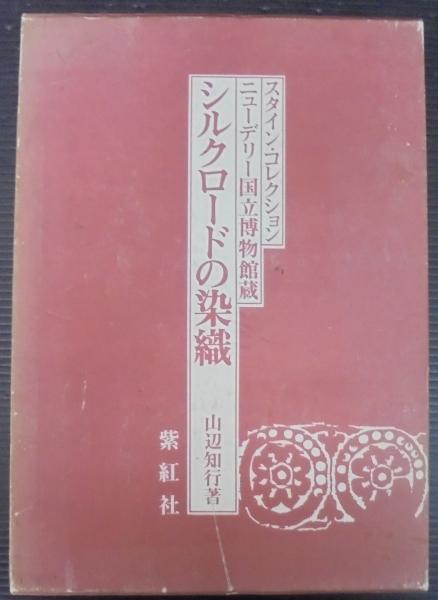 スタイン・コレクション
ニューデリー国立博物館蔵
シルクロードの染織
山辺知行著
紫紅社